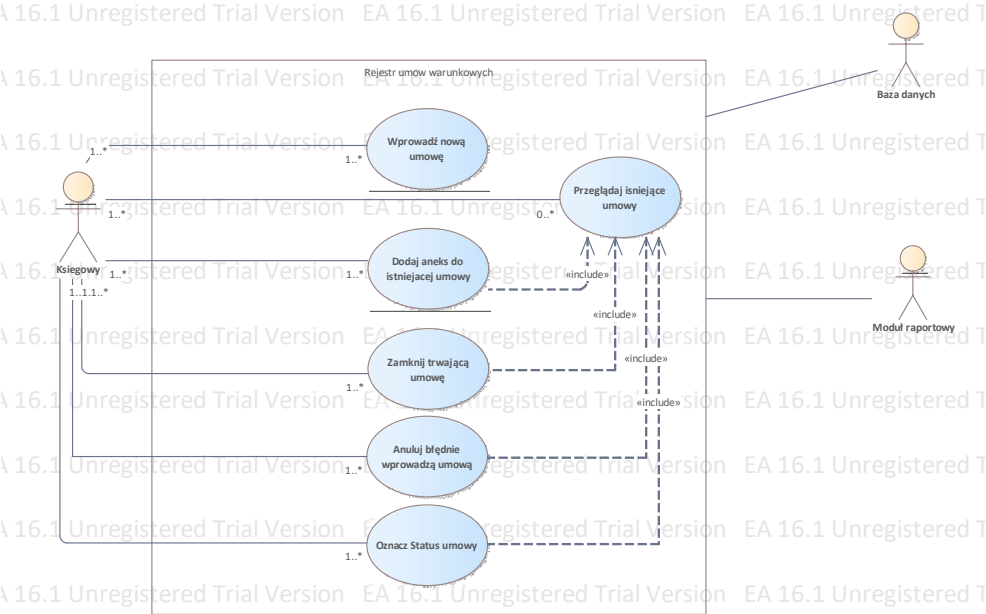 EA 16.1 Unregistered Trial Version EA 16.1 Unregistered Trial Version EA 16.1 Unregistered T
Rejestr umow warunkowych
Baza danych
Wprowadź nową
umowę
1..*
1..*
Przeglądaj isniejące
umowy
1..*
0..*
Dodaj aneks do
istniejacej umowy
Ksiegowy
1..*
1..*
1..1.1..*
«include»
«include»
Moduł raportowy
Zamknij trwającą
umowę
«include»
1..*
«include»
Anuluj błędnie
wprowadzą umową
1..*
Oznacz Status umowy
1..*